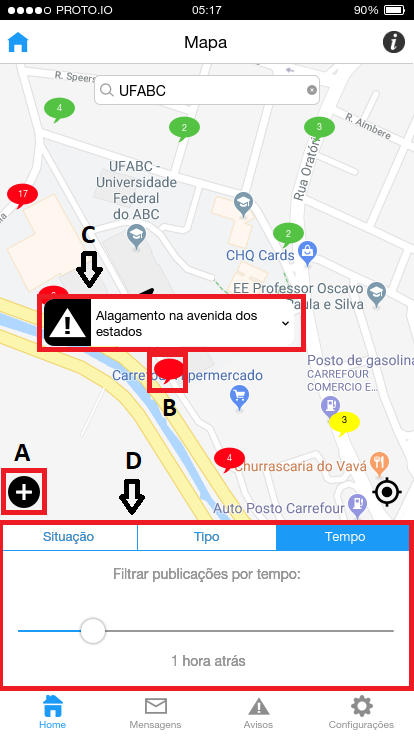 PROTO.IO 05:17 90%
Mapa
R. Speers
UFABC
4
2
3
R. Almbere
Rua Oratório
UFABC -
Universidade
Federal
do ABC
17
2
C
CHQ Cards
EE Professor Oscavo
Paula e Silva
Alagamento na avenida dos
estados
Posto de gasolina
CARREFOUR
COMERCIO E...
Carrefour Supermercado
B
3
A
D
4
Churrascaria do Vavá
Auto Posto Carrefour
Situação Tipo Tempo
Filtrar publicações por tempo:
1 hora atrás
Home Mensagens Avisos Configurações